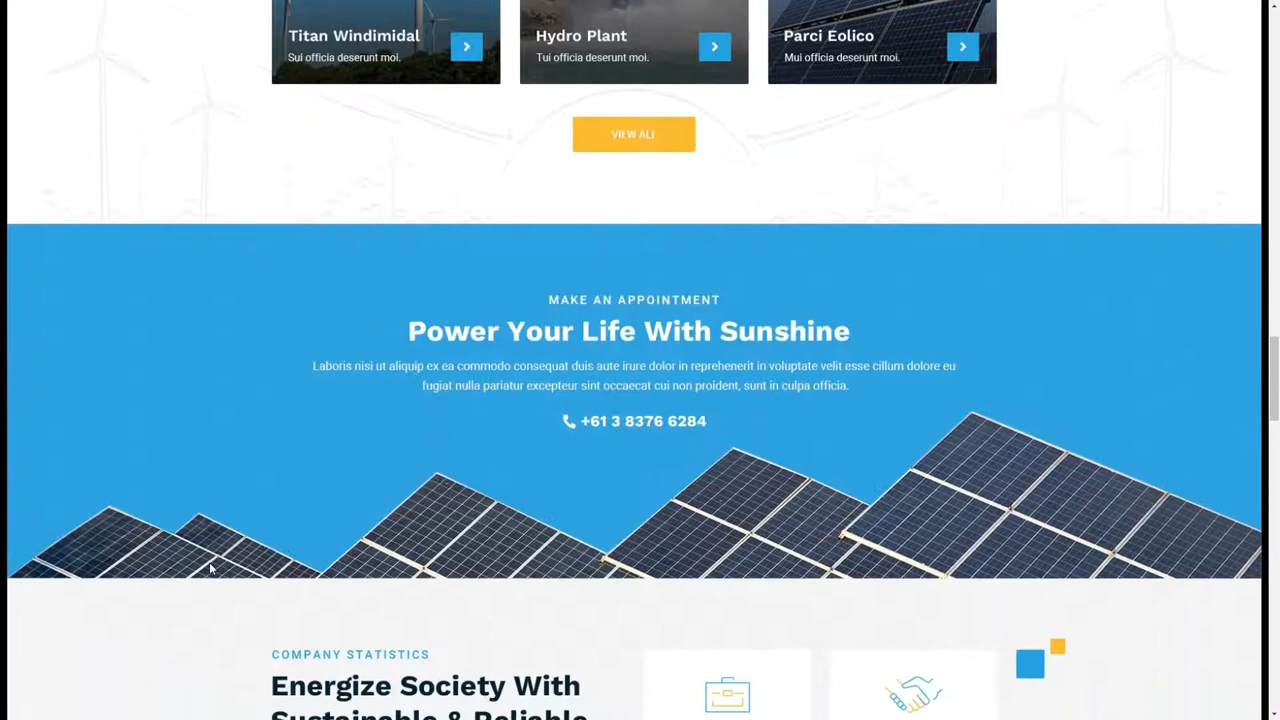 Titan Windimidal
Sui officia deserunt moi.
Hydro Plant
Tui officia deserunt moi.
Parci Eolico
Mui officia deserunt moi.
VIEW ALL
MAKE AN APPOINTMENT
Power Your Life With Sunshine
Laboris nisi ut aliquip ex ea commodo consequat duis aute irure dolor in reprehenerit in voluptate velit esse cillum dolore eu
fugiat nulla pariatur excepteur sint occaecat cui non proident, sunt in culpa officia.
+61 3 8376 6284
COMPANY STATISTICS
Energize Society With
Sustainable & Reliable